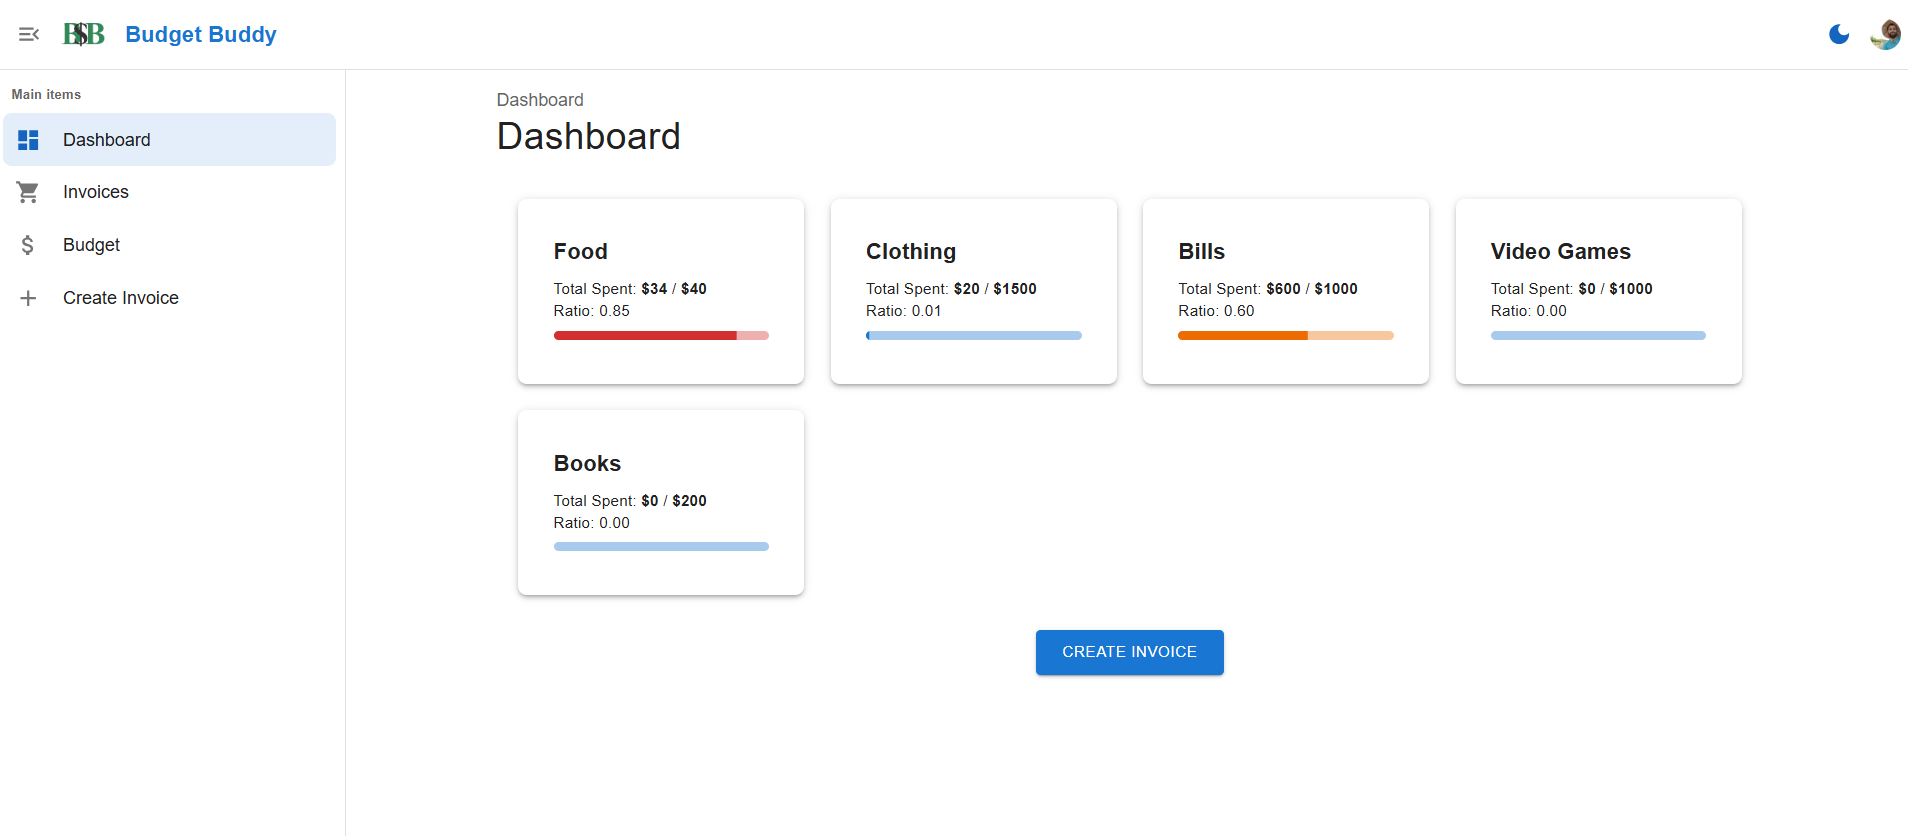 B$B Budget Buddy
Main items
Dashboard
Invoices
Budget
Create Invoice
Dashboard
Dashboard
Food
Total Spent: $34 / $40
Ratio: 0.85
Clothing
Total Spent: $20 / $1500
Ratio: 0.01
Bills
Total Spent: $600 / $1000
Ratio: 0.60
Video Games
Total Spent: $0 / $1000
Ratio: 0.00
Books
Total Spent: $0 / $200
Ratio: 0.00
CREATE INVOICE